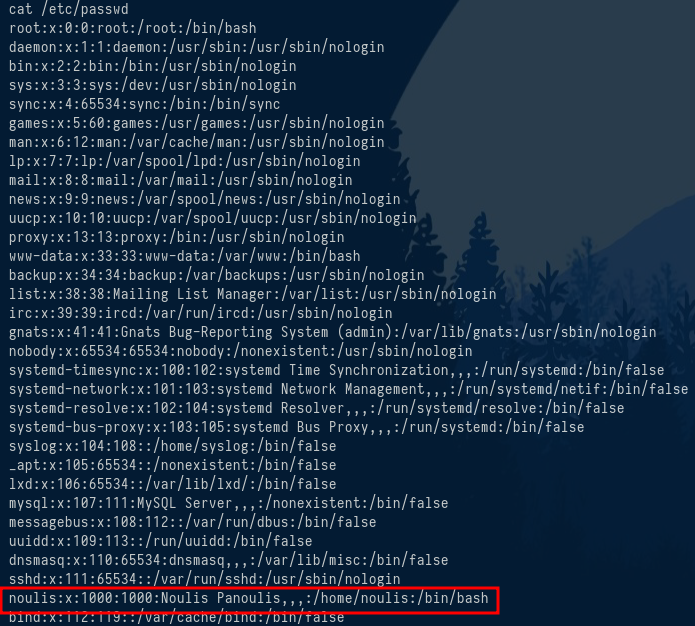 cat /etc/passwd
root:x:0:0:root:/root:/bin/bash
daemon:x:1:1:daemon:/usr/sbin:/usr/sbin/nologin
bin:x:2:2:bin:/bin:/usr/sbin/nologin
sys:x:3:3:sys:/dev:/usr/sbin/nologin
sync:x:4:65534:sync:/bin:/bin/sync
games:x:5:60:games:/usr/games:/usr/sbin/nologin
man:x:6:12:man:/var/cache/man:/usr/sbin/nologin
lp:x:7:7:lp:/var/spool/lpd:/usr/sbin/nologin
mail:x:8:8:mail:/var/mail:/usr/sbin/nologin
news:x:9:9:news:/var/spool/news:/usr/sbin/nologin
uucp:x:10:10:uucp:/var/spool/uucp:/usr/sbin/nologin
proxy:x:13:13:proxy:/bin:/usr/sbin/nologin
www-data:x:33:33:www-data:/var/www:/bin/bash
backup:x:34:34:backup:/var/backups:/usr/sbin/nologin
list:x:38:38:Mailing List Manager:/var/list:/usr/sbin/nologin
irc:x:39:39:ircd:/var/run/ircd:/usr/sbin/nologin
gnats:x:41:41:Gnats Bug-Reporting System (admin):/var/lib/gnats:/usr/sbin/nologin
nobody:x:65534:65534:nobody:/nonexistent:/usr/sbin/nologin
systemd-timesync:x:100:102:systemd Time Synchronization,,,:/run/systemd:/bin/false
systemd-network:x:101:103:systemd Network Management,,,:/run/systemd/netif:/bin/false
systemd-resolve:x:102:104:systemd Resolver,,,:/run/systemd/resolve:/bin/false
systemd-bus-proxy:x:103:105:systemd Bus Proxy,,,:/run/systemd:/bin/false
syslog:x:104:108::/home/syslog:/bin/false
_apt:x:105:65534::/nonexistent:/bin/false
lxd:x:106:65534::/var/lib/lxd/:/bin/false
mysql:x:107:111:MySQL Server,,,:/nonexistent:/bin/false
messagebus:x:108:112::/var/run/dbus:/bin/false
uuidd:x:109:113::/run/uuidd:/bin/false
dnsmasq:x:110:65534:dnsmasq,,,:/var/lib/misc:/bin/false
sshd:x:111:65534::/var/run/sshd:/usr/sbin/nologin
noulis:x:1000:1000:Noulis Panoulis,,,:/home/noulis:/bin/bash
bind:x:112:119::/var/cache/bind:/bin/false